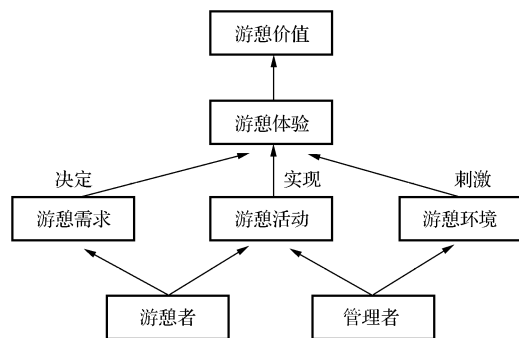 游憩价值
游憩体验
决定
实现
刺激
游憩需求
游憩活动
游憩环境
游憩者
管理者